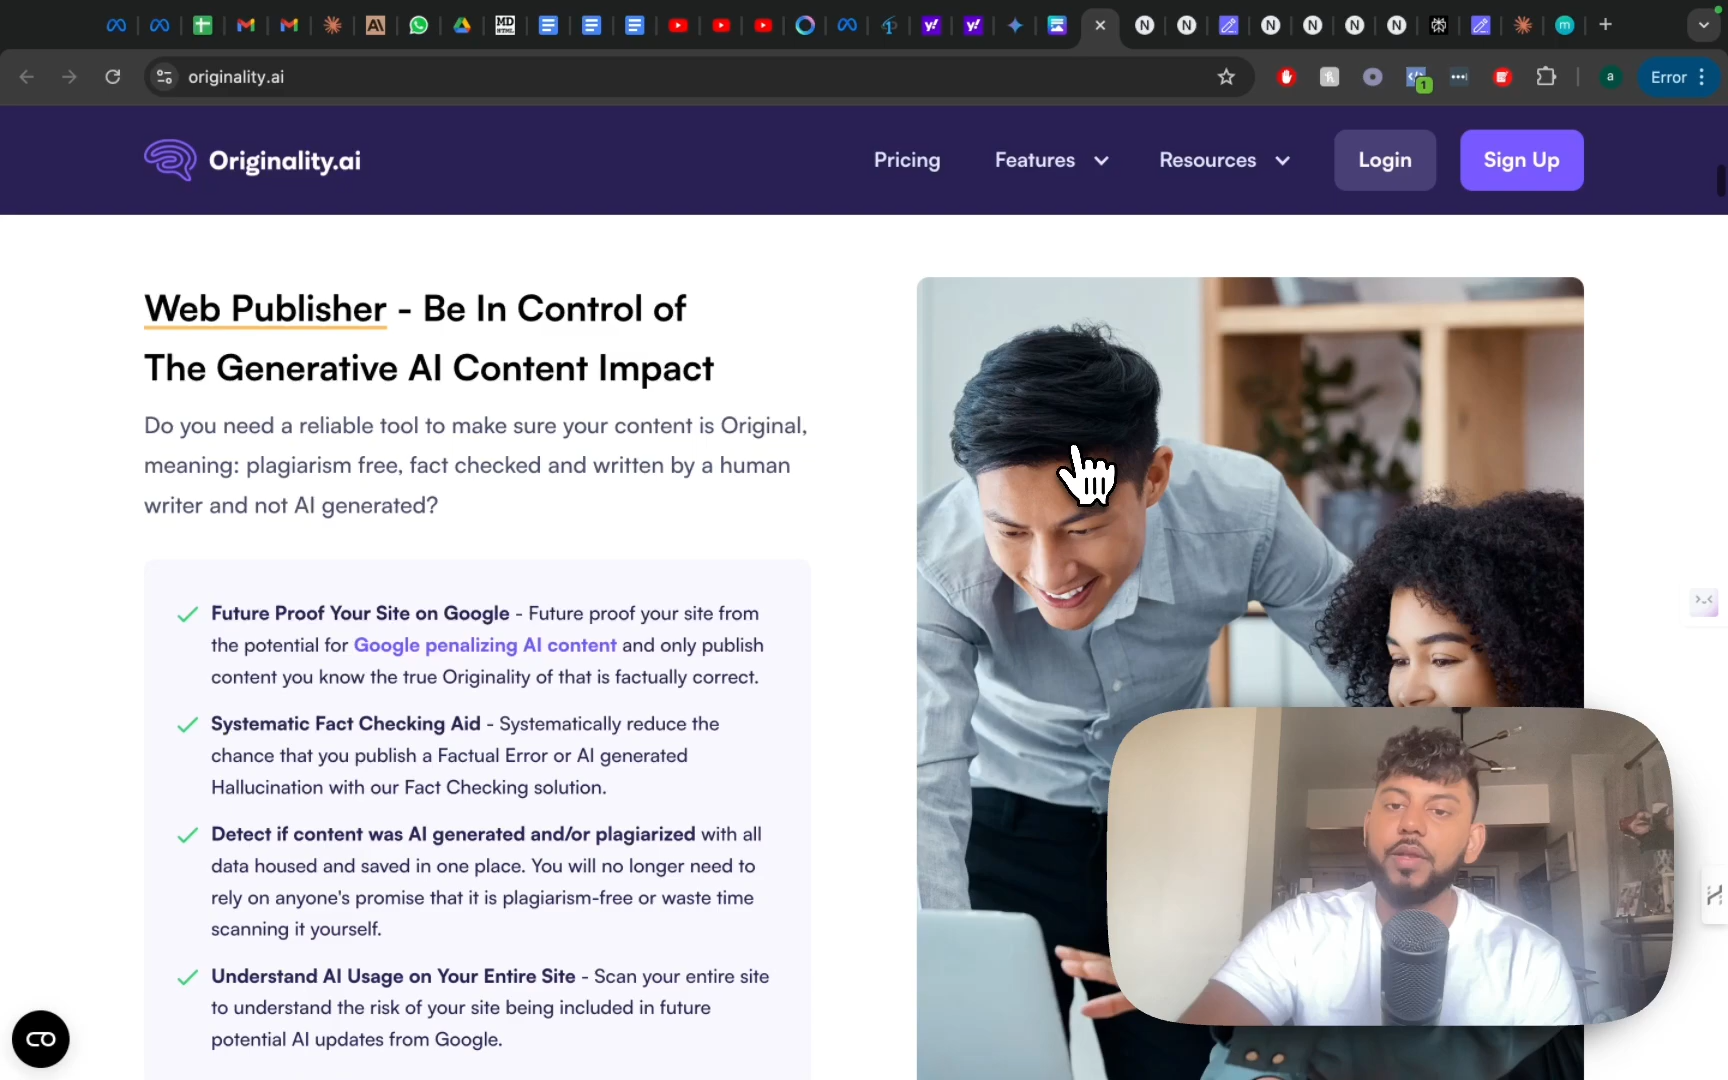 originality.ai
1
a
Error
Originality.ai
Pricing
Features
Resources
Login
Sign Up
Web Publisher - Be In Control of
The Generative AI Content Impact
Do you need a reliable tool to make sure your content is Original,
meaning: plagiarism free, fact checked and written by a human
writer and not AI generated?
Future Proof Your Site on Google - Future proof your site from
the potential for Google penalizing AI content and only publish
content you know the true Originality of that is factually correct.
Systematic Fact Checking Aid - Systematically reduce the
chance that you publish a Factual Error or AI generated
Hallucination with our Fact Checking solution.
Detect if content was AI generated and/or plagiarized with all
data housed and saved in one place. You will no longer need to
rely on anyone's promise that it is plagiarism-free or waste time
scanning it yourself.
Understand AI Usage on Your Entire Site - Scan your entire site
to understand the risk of your site being included in future
potential AI updates from Google.